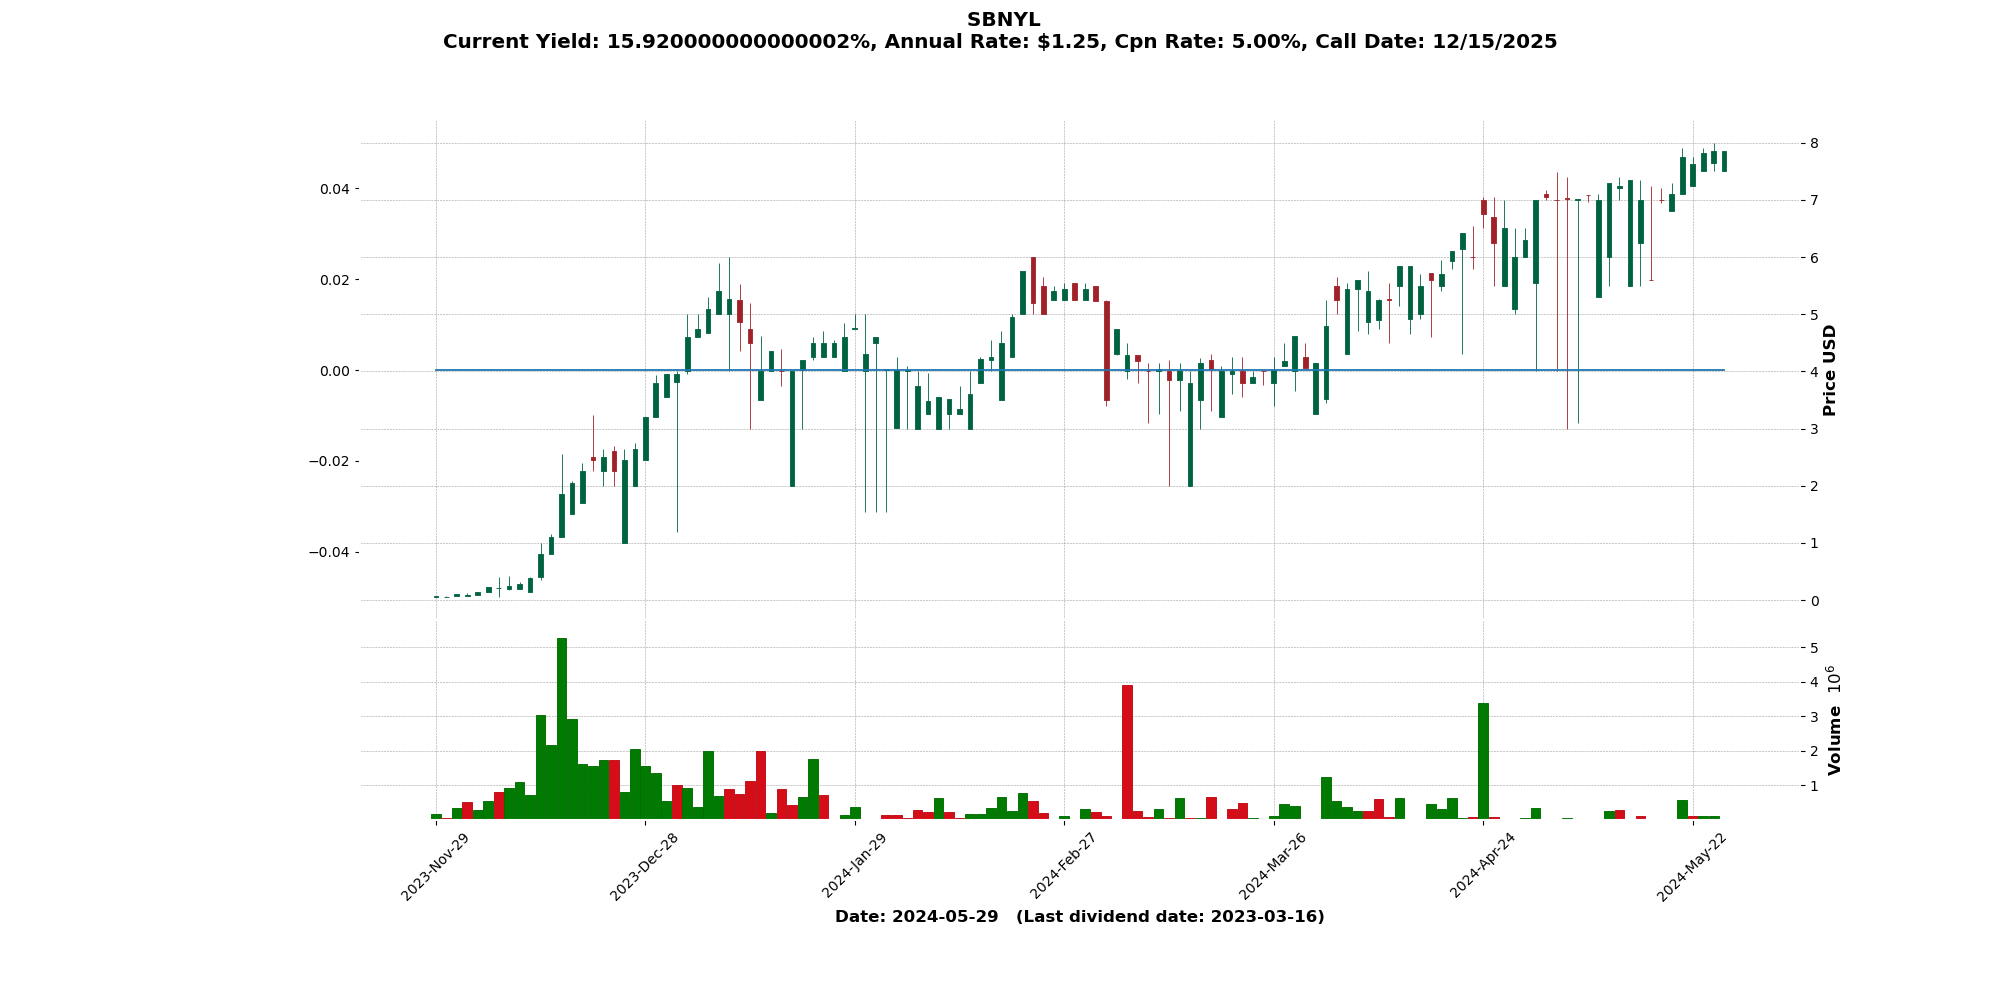 SBNYL
Current Yield: 15.920000000000002%, Annual Rate: $1.25, Cpn Rate: 5.00%, Call Date: 12/15/2025
0.04
0.02
0.00
−0.02
−0.04
8
7
6
5
4
3
2
1
0
Price USD
5
4
3
2
1
Volume 10^6
2023-Nov-29
2023-Dec-28
2024-Jan-29
2024-Feb-27
2024-Mar-26
2024-Apr-24
2024-May-22
Date: 2024-05-29 (Last dividend date: 2023-03-16)